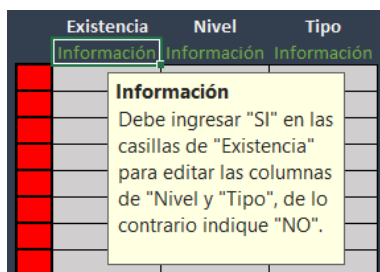 Existencia Nivel Tipo
Información Información Información
Información
Debe ingresar "SI" en las
casillas de "Existencia"
para editar las columnas
de "Nivel y "Tipo", de lo
contrario indique "NO".